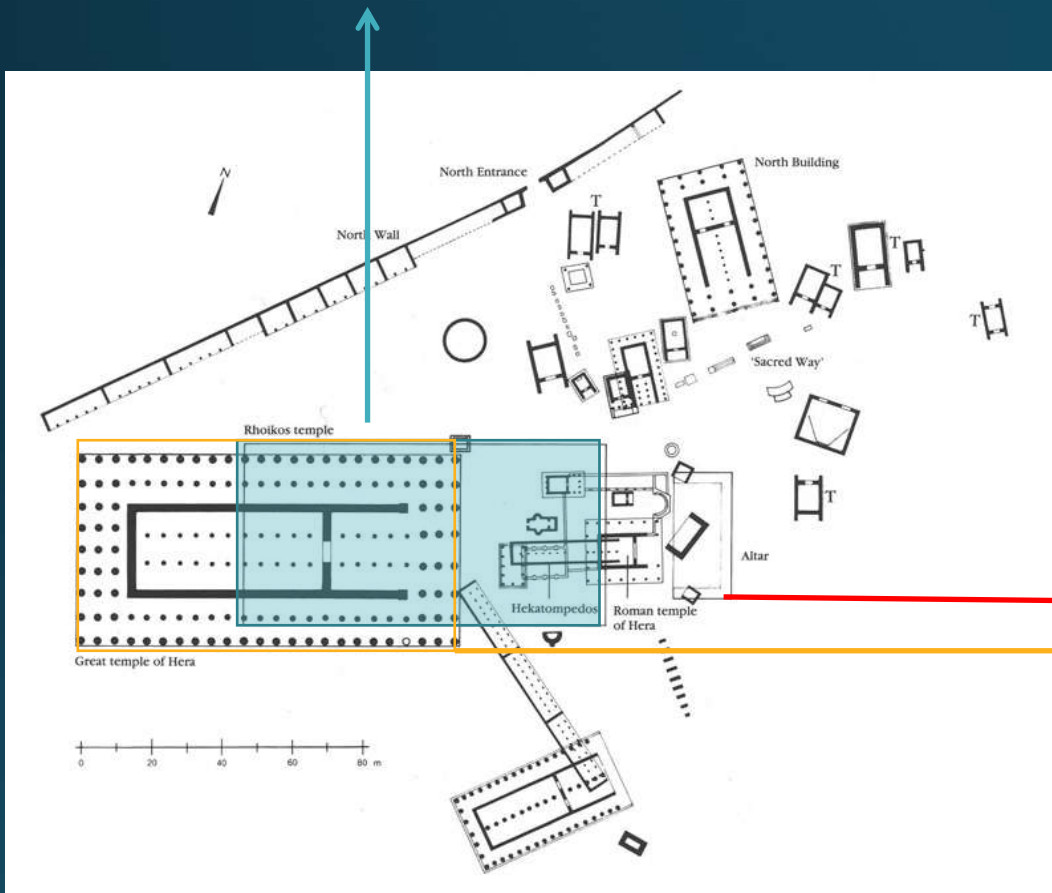 North Entrance
North Building
N
T
North Wall
T
T
T
T
'Sacred Way'
Rhoikos temple
T
Altar
Hekatompedos
Roman temple
of Hera
Great temple of Hera
0 20 40 60 80 m